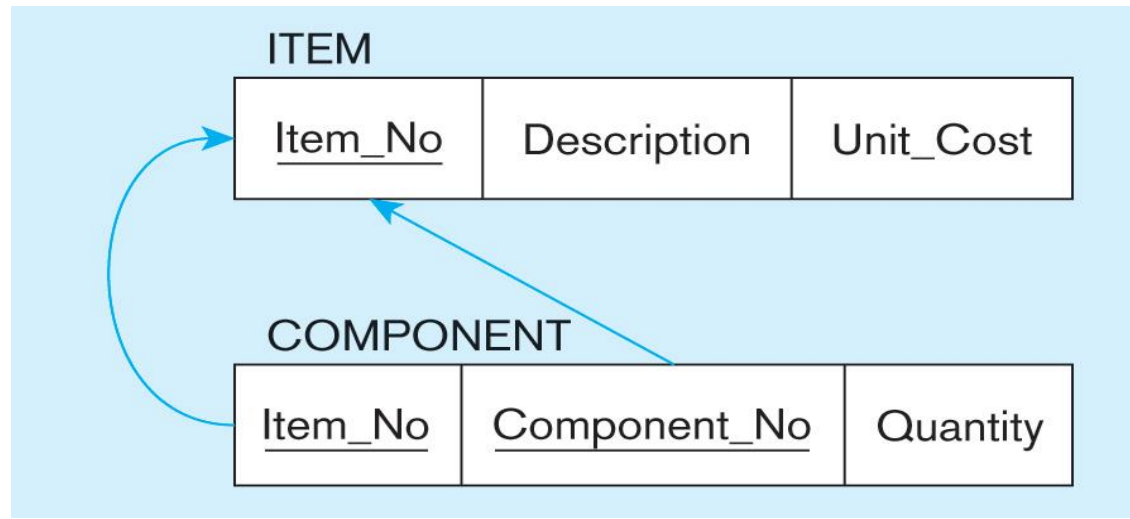 ITEM
Item_No Description Unit_Cost
COMPONENT
Item_No Component_No Quantity